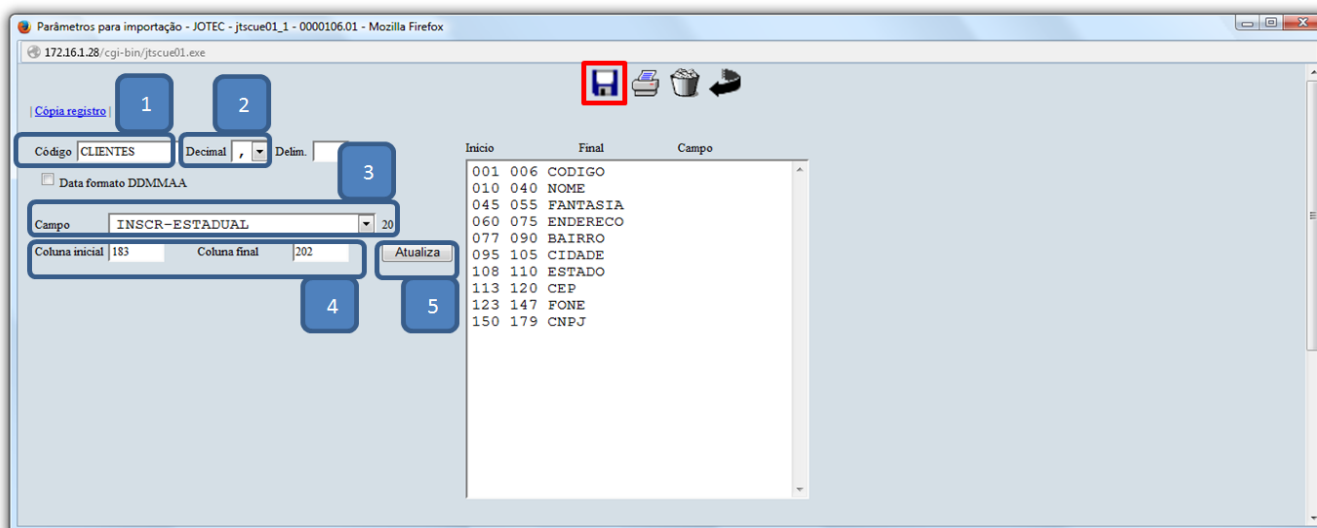 Parâmetros para importação - JOTEC - jtscue01_1 - 0000106.01 - Mozilla Firefox
172.16.1.28/cgi-bin/jtscue01.exe
| Cópia registro |
1
2
Código CLIENTES Decimal , Delim.
3
Data formato DDMMAA
Campo INSCR-ESTADUAL 20
Coluna inicial 183 Coluna final 202 Atualiza
4
5
Inicio Final Campo
001 006 CODIGO
010 040 NOME
045 055 FANTASIA
060 075 ENDERECO
077 090 BAIRRO
095 105 CIDADE
108 110 ESTADO
113 120 CEP
123 147 FONE
150 179 CNPJ